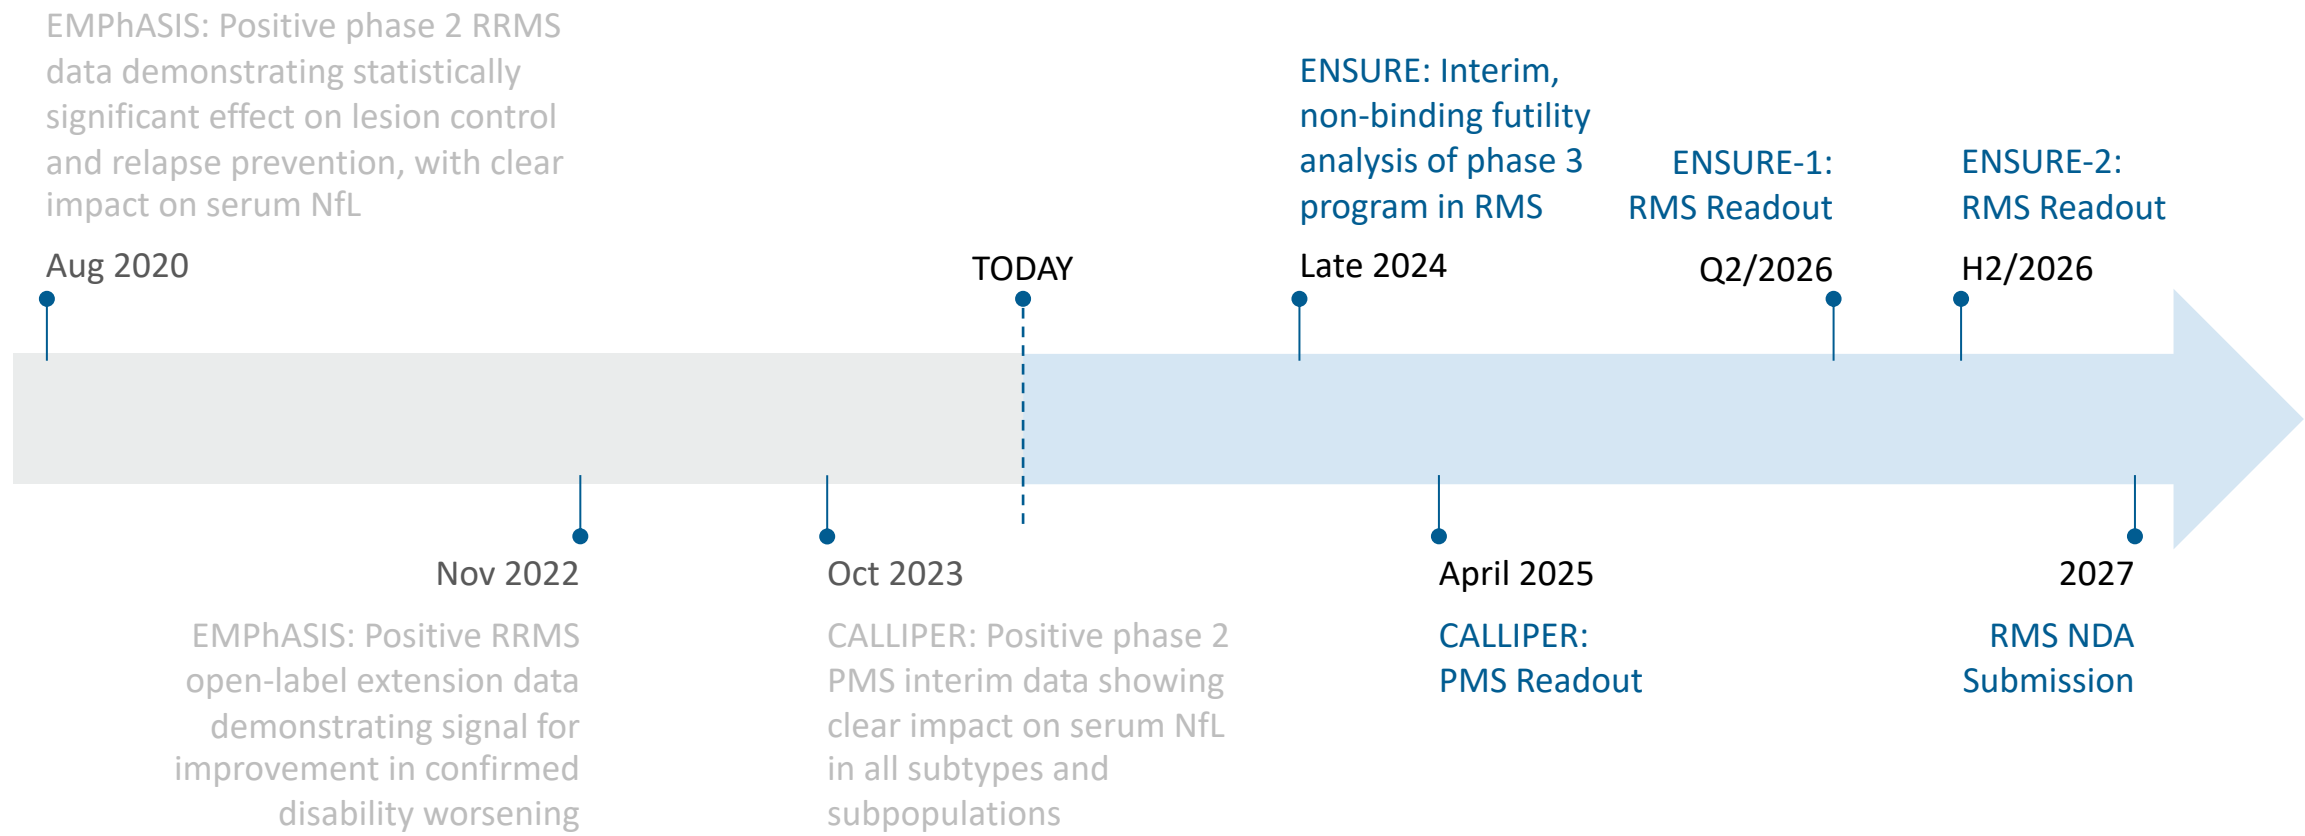 EMPhASIS: Positive phase 2 RRMS
data demonstrating statistically
significant effect on lesion control
and relapse prevention, with clear
impact on serum NfL
Aug 2020
TODAY
ENSURE: Interim,
non-binding futility
analysis of phase 3
program in RMS
Late 2024
ENSURE-1:
RMS Readout
Q2/2026
ENSURE-2:
RMS Readout
H2/2026
Nov 2022
EMPhASIS: Positive RRMS
open-label extension data
demonstrating signal for
improvement in confirmed
disability worsening
Oct 2023
CALLIPER: Positive phase 2
PMS interim data showing
clear impact on serum NfL
in all subtypes and
subpopulations
April 2025
CALLIPER:
PMS Readout
2027
RMS NDA
Submission